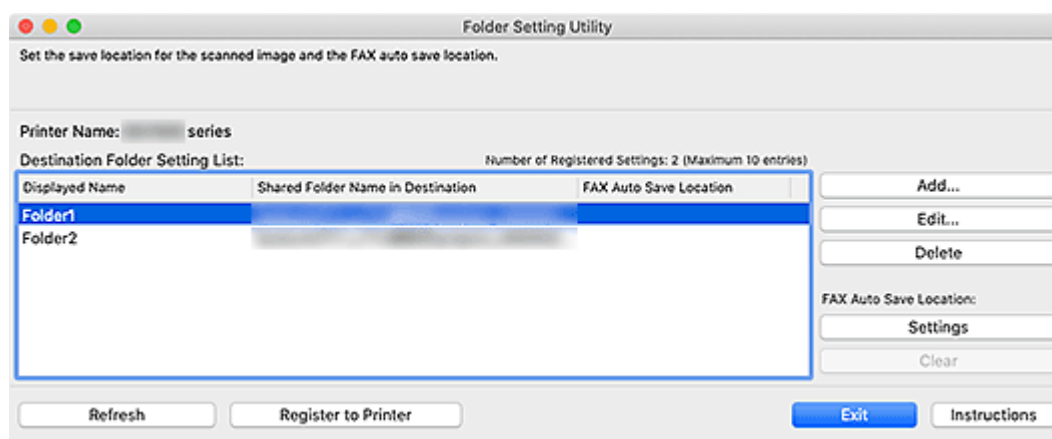 Folder Setting Utility
Set the save location for the scanned image and the FAX auto save location.
Printer Name: series
Destination Folder Setting List:
Number of Registered Settings: 2 (Maximum 10 entries)
Displayed Name Shared Folder Name in Destination FAX Auto Save Location
Folder1
Folder2
Add...
Edit...
Delete
FAX Auto Save Location:
Settings
Clear
Refresh Register to Printer Exit Instructions